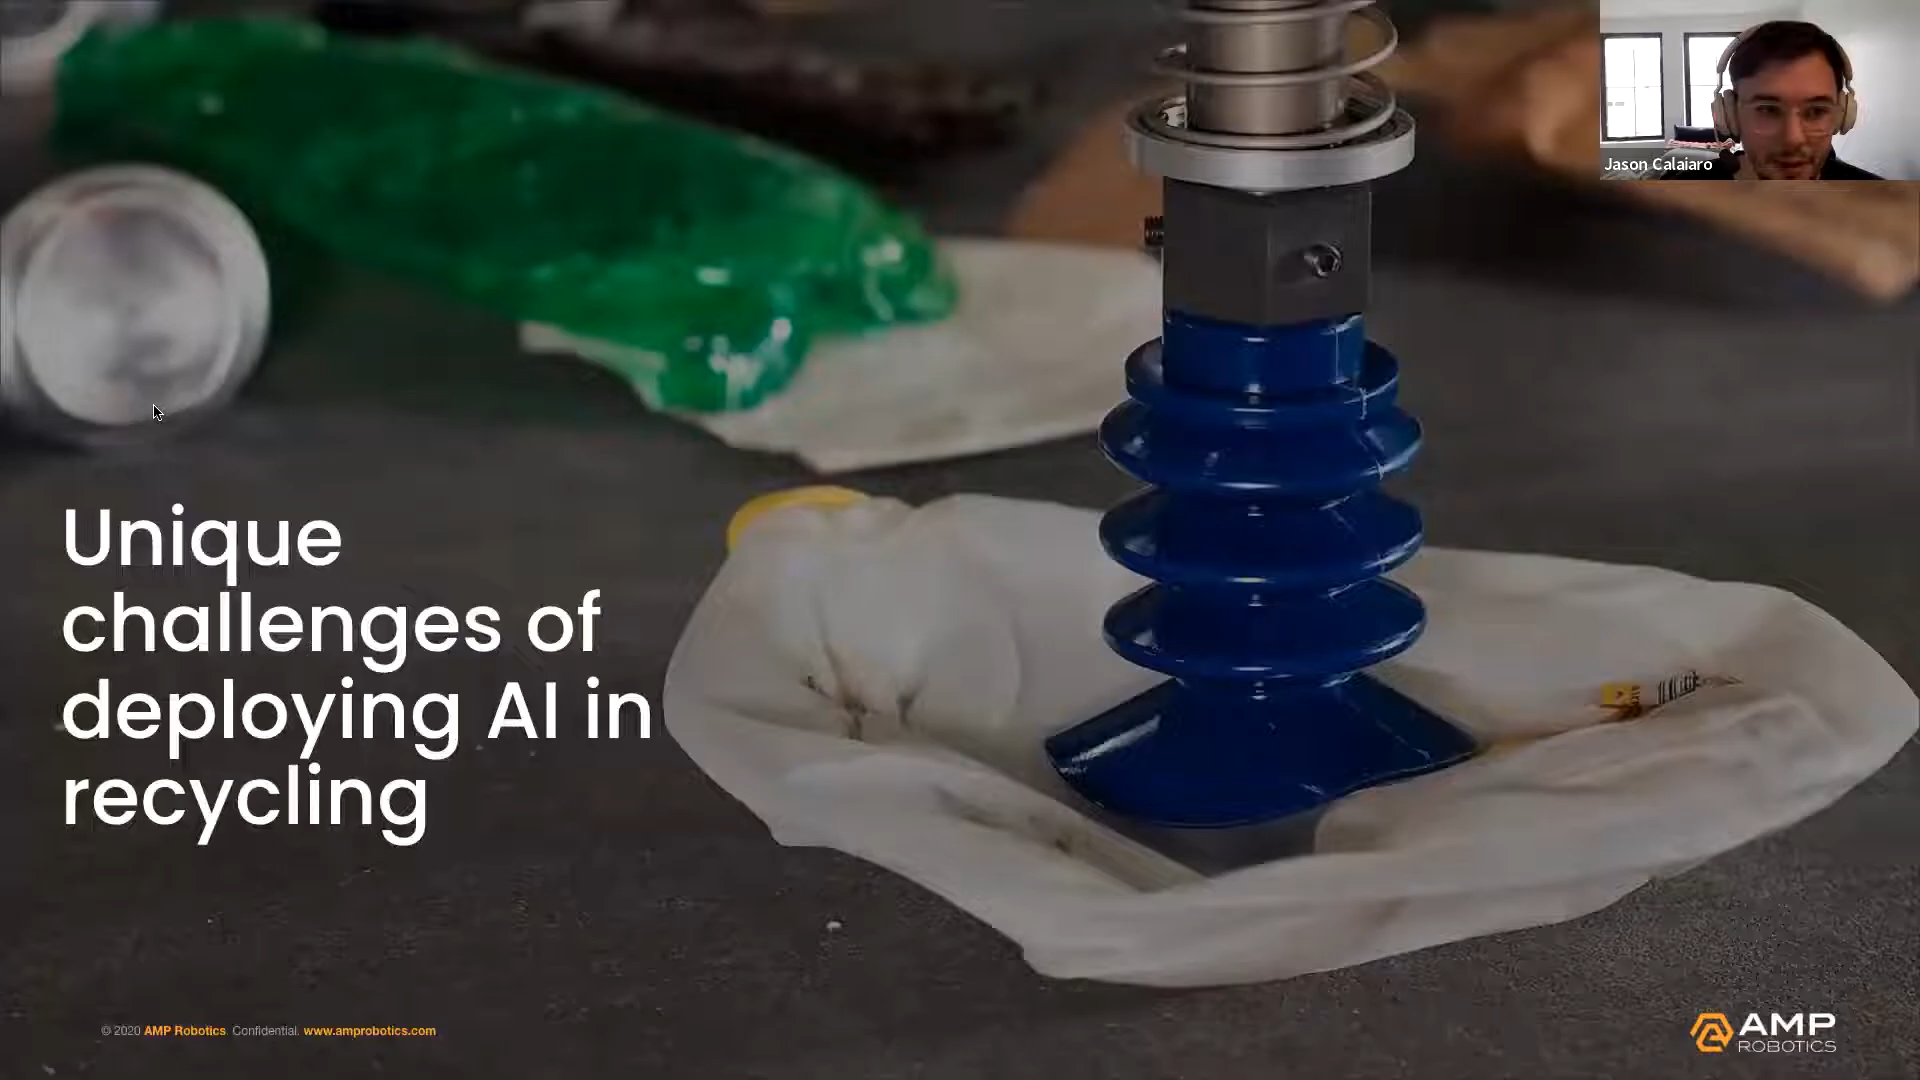 Jason Calaiaro
Unique
challenges of
deploying AI in
recycling
© 2020 AMP Robotics Confidential. www.amprobotics.com
AMP
ROBOTICS